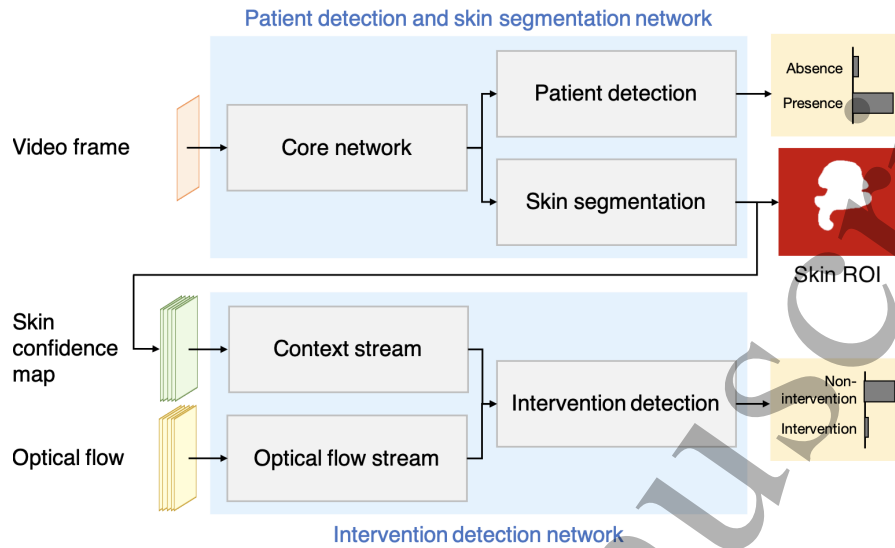 Patient detection and skin segmentation network
Absence
Patient detection
Presence
Video frame
Core network
Skin segmentation
Skin ROI
Skin
confidence
map
Context stream
Non-
intervention
Intervention detection
Intervention
Optical flow
Optical flow stream
Intervention detection network